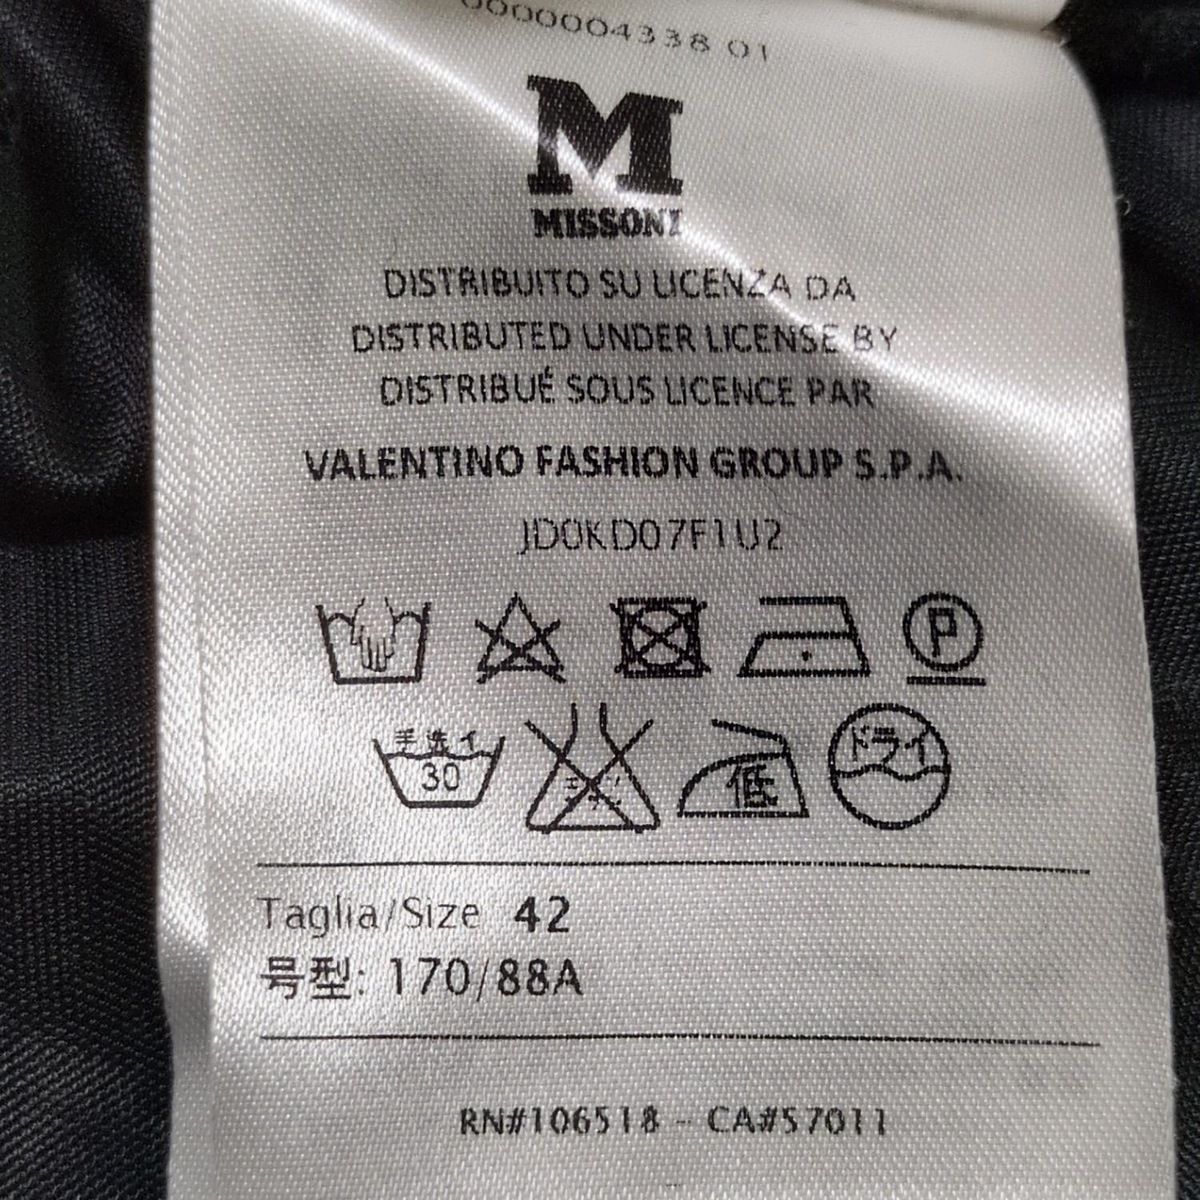 0000004338 01
M
MISSONI
DISTRIBUITO SU LICENZA DA
DISTRIBUTED UNDER LICENSE BY
DISTRIBUÉ SOUS LICENCE PAR
VALENTINO FASHION GROUP S.P.A.
JD0KD07F1U2
P
手洗イ 低 ドライ
30
Taglia/Size 42
号型: 170/88A
RN#106518 - CA#57011